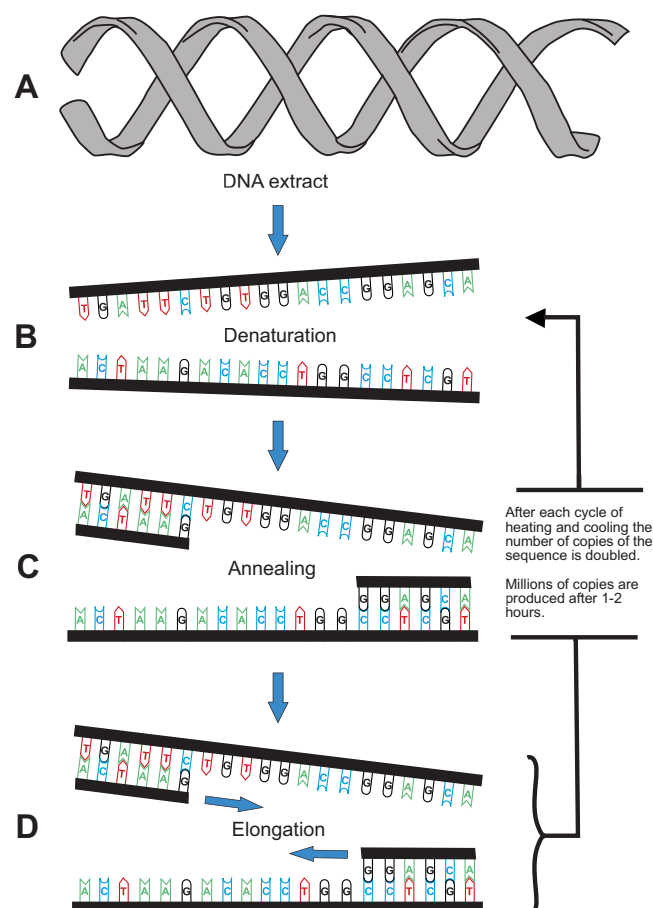 A
DNA extract
T G A T T C T G T G G A C C G G A G C A
B
Denaturation
A C T A A G A C A C C T G G C C T C G T
T G A T T C T G T G G A C C G G A G C A
A C T A A G
After each cycle of
heating and cooling the
number of copies of the
sequence is doubled.
Millions of copies are
produced after 1-2
hours.
C
Annealing
G G A G C A
A C T A A G A C A C C T G G C C T C G T
T G A T T C T G T G G A C C G G A G C A
A C T A A G
D
Elongation
G G A G C A
A C T A A G A C A C C T G G C C T C G T